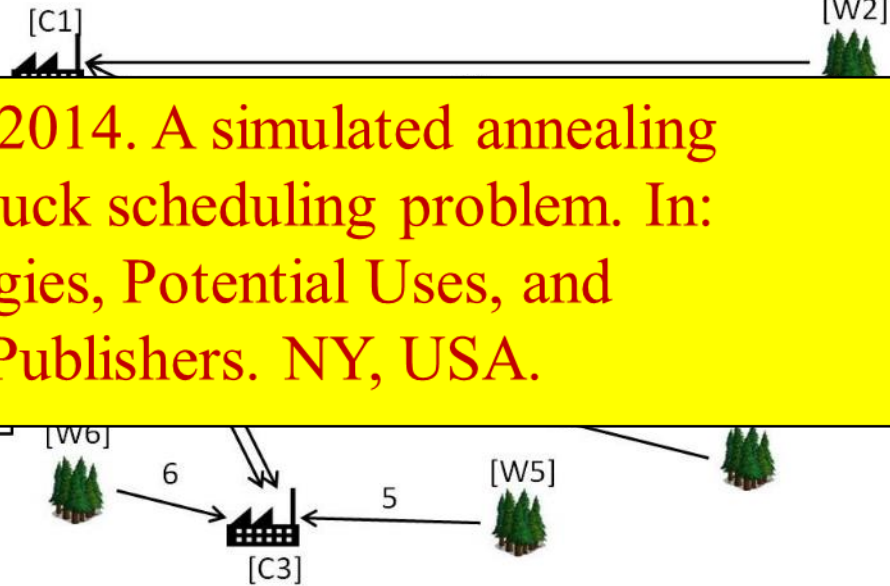 [C1]
[W2]
2014. A simulated annealing
uck scheduling problem. In:
gies, Potential Uses, and
Publishers. NY, USA.
[W6]
6
5
[W5]
[C3]